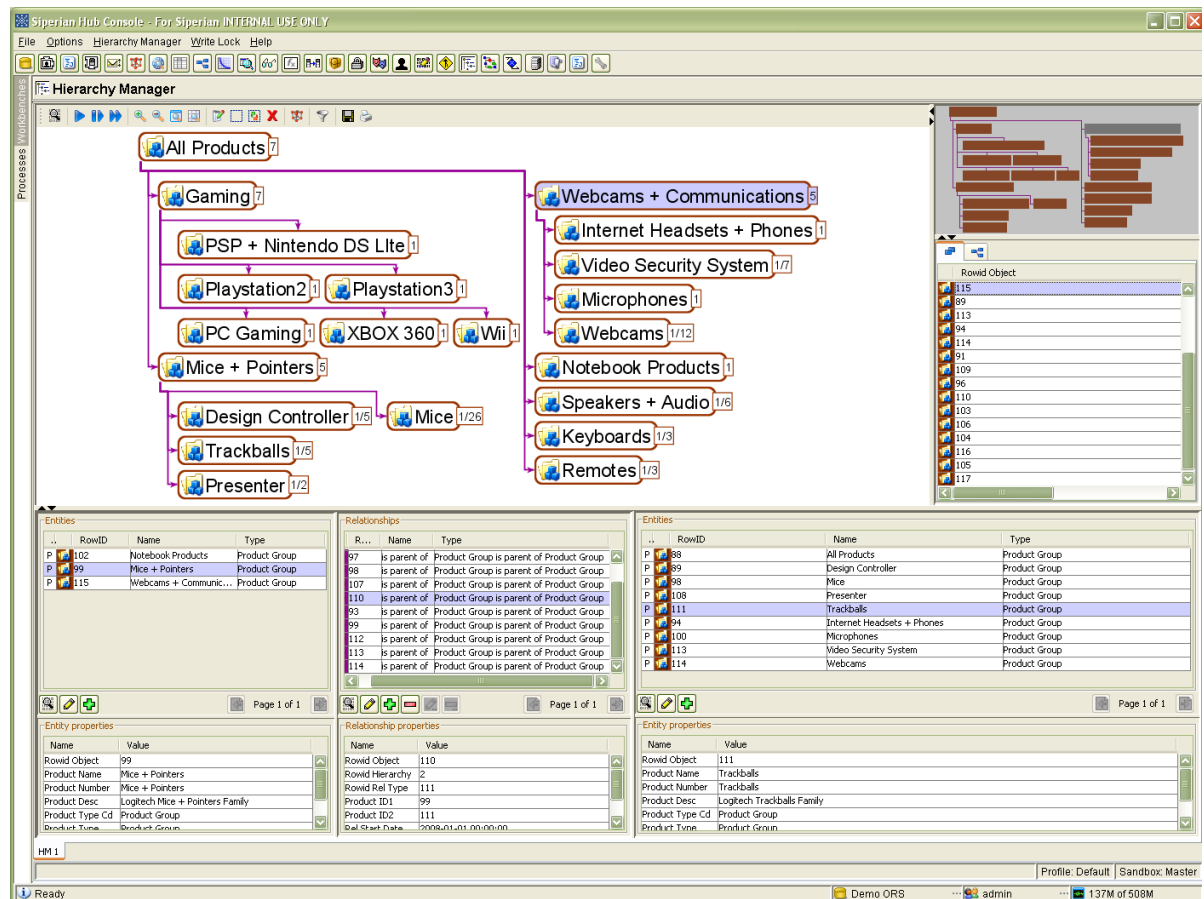 Siperian Hub Console - For Siperian INTERNAL USE ONLY
File Options Hierarchy Manager Write Lock Help
Processes Workbenches
Hierarchy Manager
All Products 7
Gaming 7
PSP + Nintendo DS LIte 1
Playstation2 1 Playstation3 1
PC Gaming 1 XBOX 360 1 Wii 1
Mice + Pointers 5
Design Controller 1/5 Mice 1/26
Trackballs 1/5
Presenter 1/2
Webcams + Communications 5
Internet Headsets + Phones 1
Video Security System 1/7
Microphones 1
Webcams 1/12
Notebook Products 1
Speakers + Audio 1/6
Keyboards 1/3
Remotes 1/3
Rowid Object
115
89
113
94
114
91
109
96
110
103
106
104
116
105
117
Entities
.. RowID Name Type
P 102 Notebook Products Product Group
P 99 Mice + Pointers Product Group
P 115 Webcams + Communic... Product Group
Page 1 of 1
Relationships
R... Name Type
97 is parent of Product Group is parent of Product Group
98 is parent of Product Group is parent of Product Group
107 is parent of Product Group is parent of Product Group
110 is parent of Product Group is parent of Product Group
93 is parent of Product Group is parent of Product Group
99 is parent of Product Group is parent of Product Group
112 is parent of Product Group is parent of Product Group
113 is parent of Product Group is parent of Product Group
114 is parent of Product Group is parent of Product Group
Page 1 of 1
Entities
.. RowID Name Type
P 88 All Products Product Group
P 89 Design Controller Product Group
P 98 Mice Product Group
P 108 Presenter Product Group
P 111 Trackballs Product Group
P 94 Internet Headsets + Phones Product Group
P 100 Microphones Product Group
P 113 Video Security System Product Group
P 114 Webcams Product Group
Page 1 of 1
Entity properties
Name Value
Rowid Object 99
Product Name Mice + Pointers
Product Number Mice + Pointers
Product Desc Logitech Mice + Pointers Family
Product Type Cd Product Group
Product Type Product Group
Relationship properties
Name Value
Rowid Object 110
Rowid Hierarchy 2
Rowid Rel Type 111
Product ID1 99
Product ID2 111
Rel Start Date 2008-01-01 00:00:00
Entity properties
Name Value
Rowid Object 111
Product Name Trackballs
Product Number Trackballs
Product Desc Logitech Trackballs Family
Product Type Cd Product Group
Product Type Product Group
HM 1
Profile: Default Sandbox: Master
Ready Demo ORS ... admin ... 137M of 508M